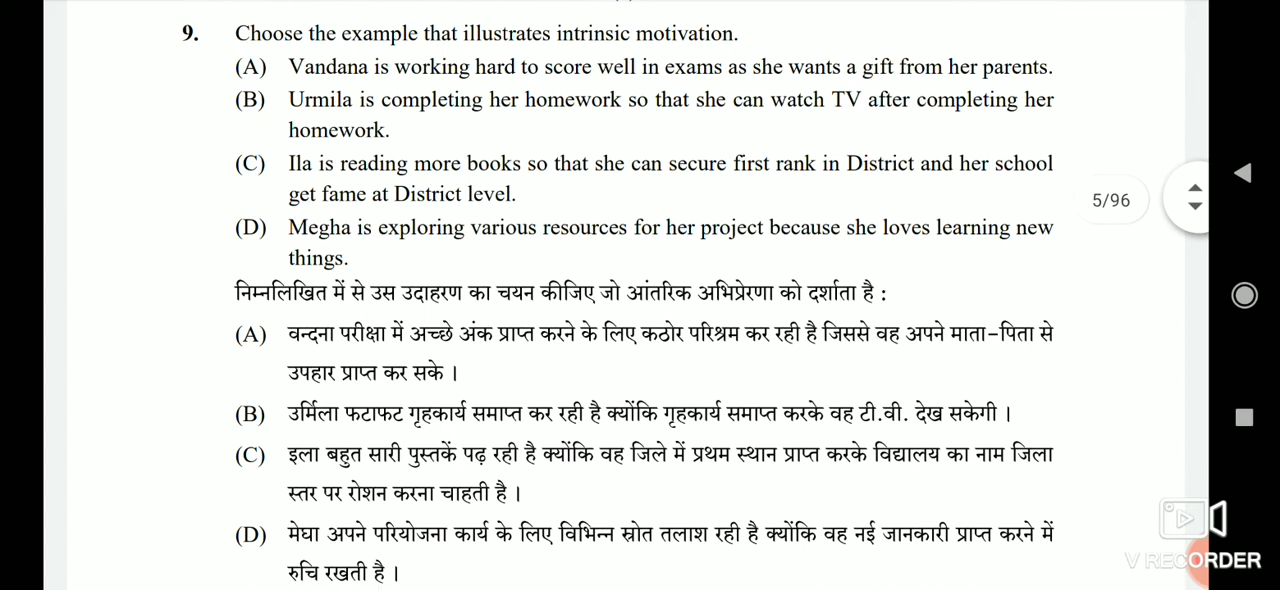 9. Choose the example that illustrates intrinsic motivation.
(A) Vandana is working hard to score well in exams as she wants a gift from her parents.
(B) Urmila is completing her homework so that she can watch TV after completing her
homework.
(C) Ila is reading more books so that she can secure first rank in District and her school
get fame at District level.
(D) Megha is exploring various resources for her project because she loves learning new
things.
निम्नलिखित में से उस उदाहरण का चयन कीजिए जो आंतरिक अभिप्रेरणा को दर्शाता है :
(A) वन्दना परीक्षा में अच्छे अंक प्राप्त करने के लिए कठोर परिश्रम कर रही है जिससे वह अपने माता-पिता से
उपहार प्राप्त कर सके ।
(B) उर्मिला फटाफट गृहकार्य समाप्त कर रही है क्योंकि गृहकार्य समाप्त करके वह टी.वी. देख सकेगी ।
(C) इला बहुत सारी पुस्तकें पढ़ रही है क्योंकि वह जिले में प्रथम स्थान प्राप्त करके विद्यालय का नाम जिला
स्तर पर रोशन करना चाहती है ।
(D) मेघा अपने परियोजना कार्य के लिए विभिन्न स्रोत तलाश रही है क्योंकि वह नई जानकारी प्राप्त करने में
रुचि रखती है ।
5/96
V RECORDER